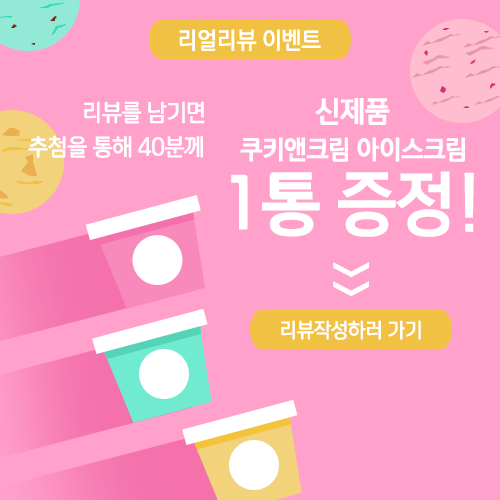 리얼리뷰 이벤트
리뷰를 남기면
추첨을 통해 40분께
신제품
쿠키앤크림 아이스크림
1통 증정!
리뷰작성하러 가기